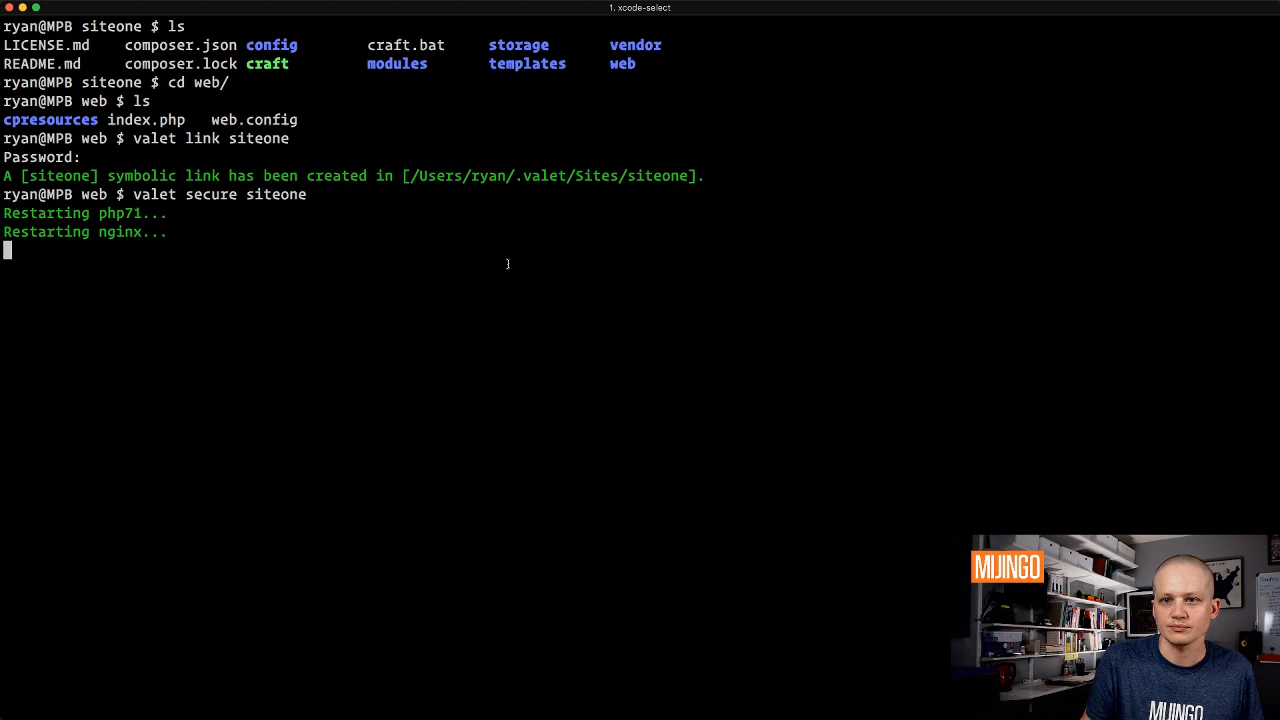 1. xcode-select
ryan@MPB siteone $ ls
LICENSE.md composer.json config craft.bat storage vendor
README.md composer.lock craft modules templates web
ryan@MPB siteone $ cd web/
ryan@MPB web $ ls
cpresources index.php web.config
ryan@MPB web $ valet link siteone
Password:
A [siteone] symbolic link has been created in [/Users/ryan/.valet/Sites/siteone].
ryan@MPB web $ valet secure siteone
Restarting php71...
Restarting nginx...
MIJINGO
MIJINGO